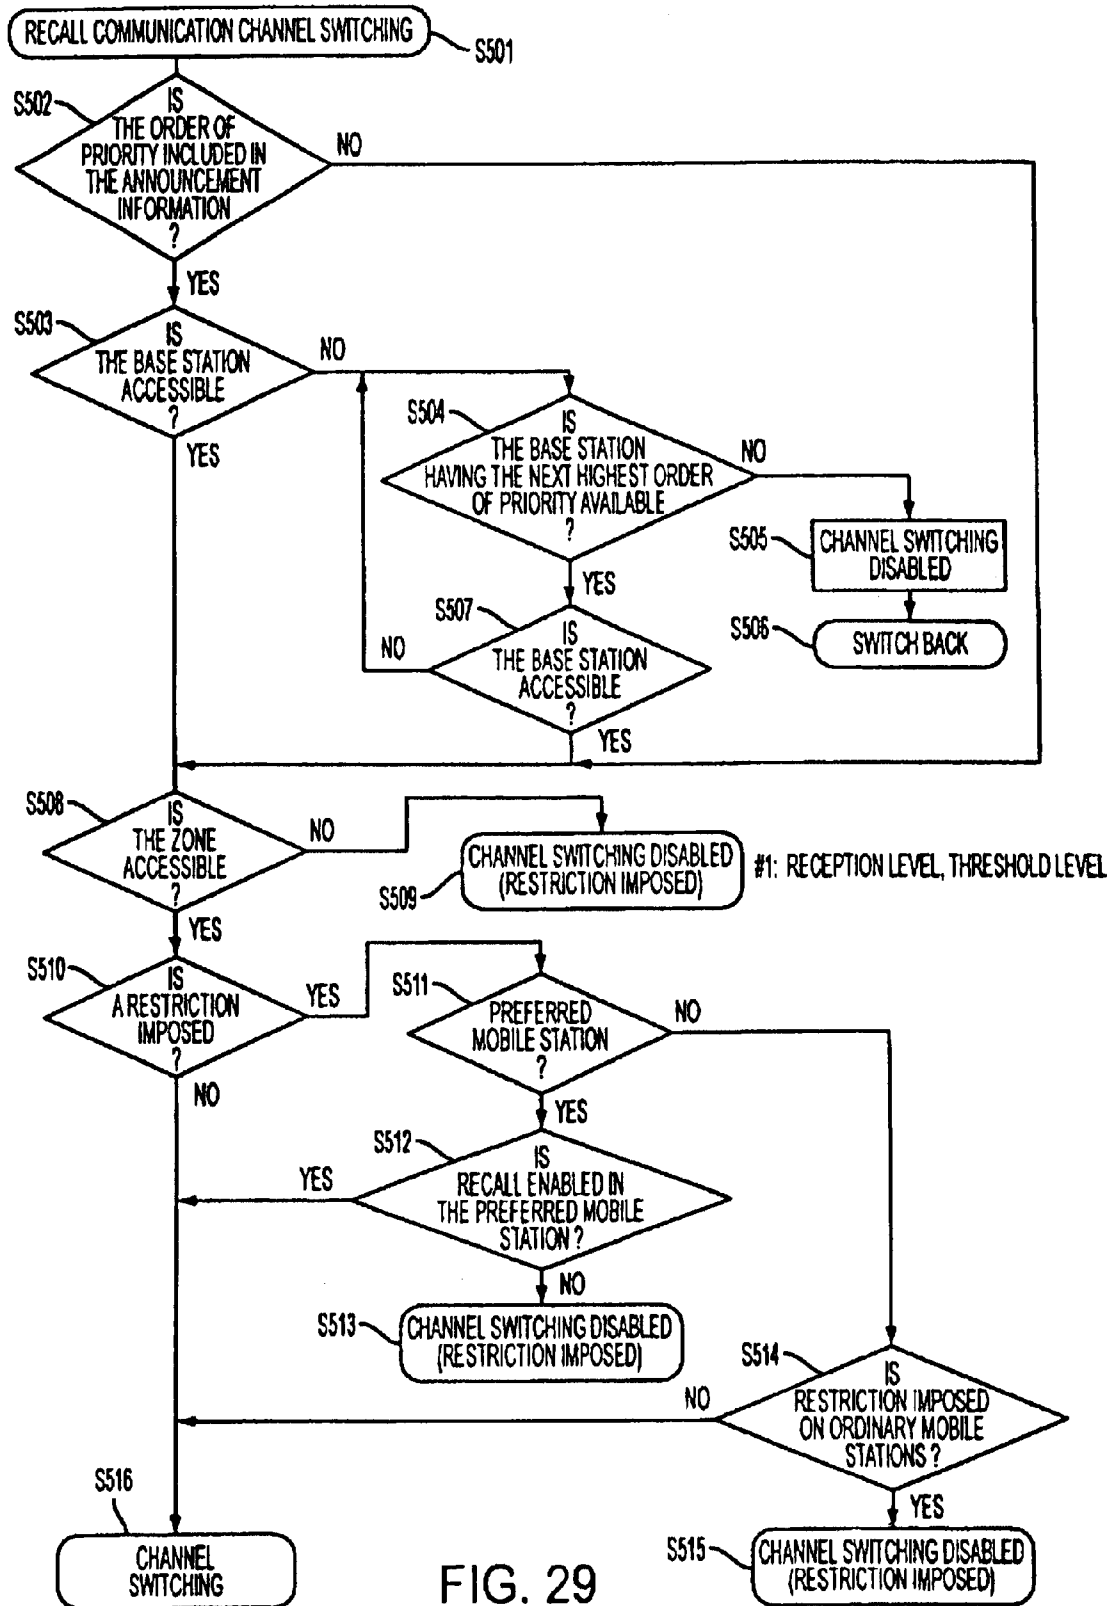 RECALL COMMUNICATION CHANNEL SWITCHING
S501
S502
IS
THE ORDER OF
PRIORITY INCLUDED IN
THE ANNOUNCEMENT
INFORMATION
?
NO
YES
S503
IS
THE BASE STATION
ACCESSIBLE
?
NO
YES
S504
IS
THE BASE STATION
HAVING THE NEXT HIGHEST ORDER
OF PRIORITY AVAILABLE
?
NO
YES
S505
CHANNEL SWITCHING
DISABLED
S506
SWITCH BACK
S507
IS
THE BASE STATION
ACCESSIBLE
?
NO
YES
S508
IS
THE ZONE
ACCESSIBLE
?
NO
YES
CHANNEL SWITCHING DISABLED
(RESTRICTION IMPOSED)
S509
#1: RECEPTION LEVEL, THRESHOLD LEVEL
S510
IS
A RESTRICTION
IMPOSED
?
YES
NO
S511
PREFERRED
MOBILE STATION
?
NO
YES
S512
IS
RECALL ENABLED IN
THE PREFERRED MOBILE
STATION ?
YES
NO
S513
CHANNEL SWITCHING DISABLED
(RESTRICTION IMPOSED)
S514
IS
RESTRICTION IMPOSED
ON ORDINARY MOBILE
STATIONS ?
NO
YES
S515
CHANNEL SWITCHING DISABLED
(RESTRICTION IMPOSED)
S516
CHANNEL
SWITCHING
FIG. 29